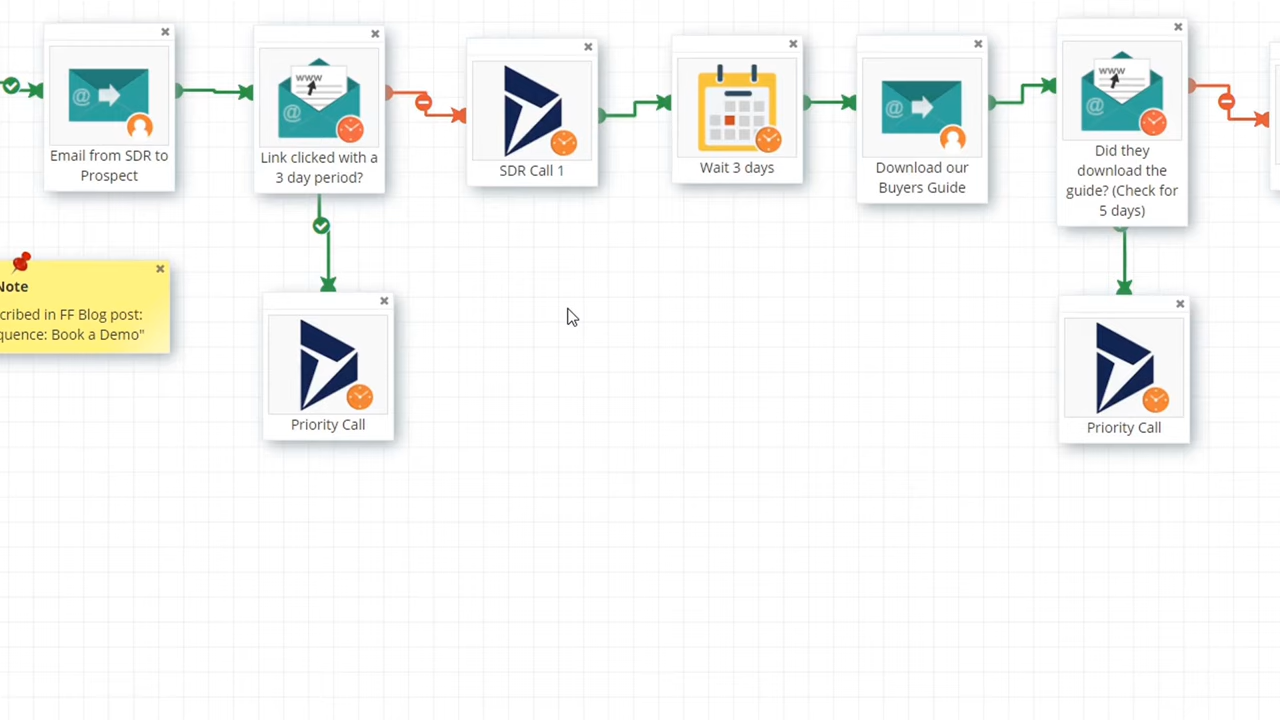 Email from SDR to
Prospect
www
@
Link clicked with a
3 day period?
SDR Call 1
Wait 3 days
@
Download our
Buyers Guide
www
@
Did they
download the
guide? (Check for
5 days)
@
Note
cribed in FF Blog post:
quence: Book a Demo"
Priority Call
Priority Call